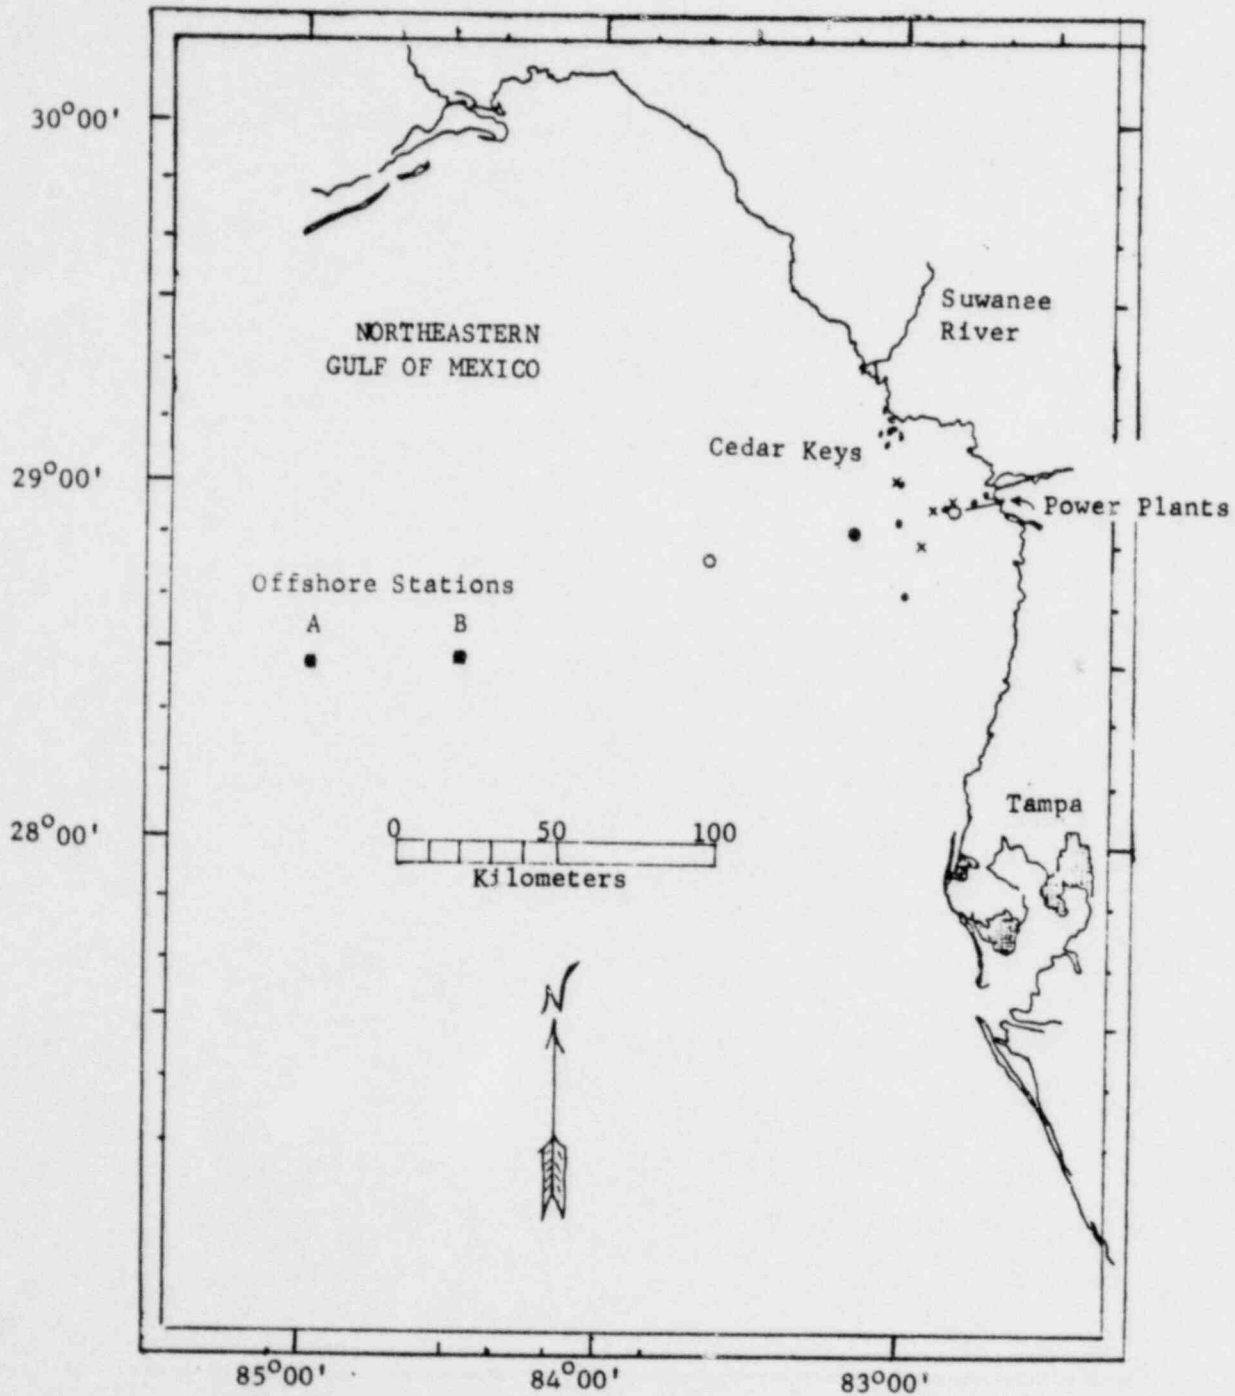 30°00'
Suwanee
River
NORTHEASTERN
GULF OF MEXICO
Cedar Keys
29°00'
Power Plants
Offshore Stations
A B
28°00'
Tampa
0 50 100
Kilometers
N
85°00' 84°00' 83°00'